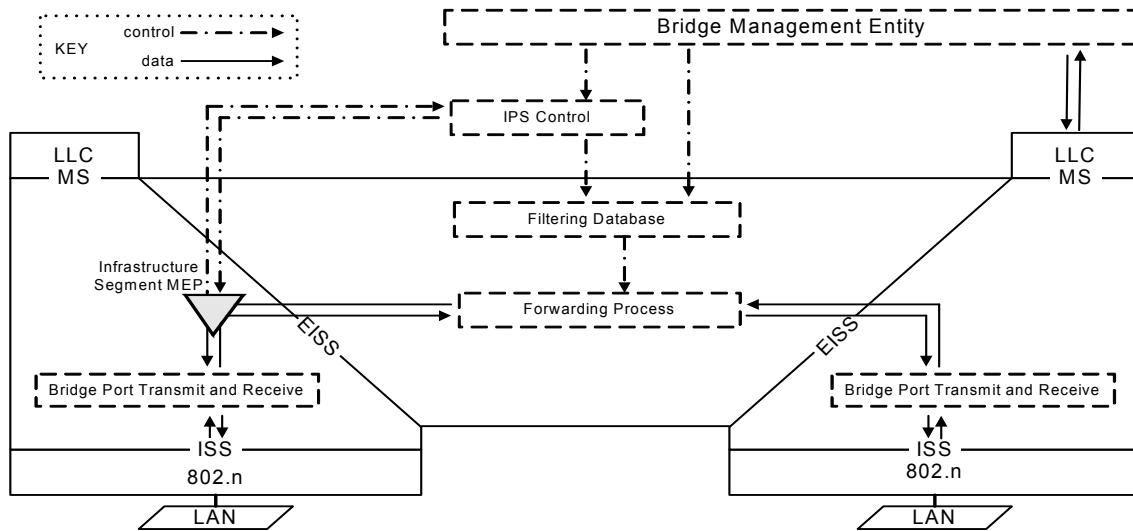 Bridge Management Entity
control
KEY
data
IPS Control
LLC
MS
LLC
MS
Filtering Database
Infrastructure
Segment MEP
Forwarding Process
EISS
EISS
Bridge Port Transmit and Receive
Bridge Port Transmit and Receive
ISS
802.n
ISS
802.n
LAN
LAN